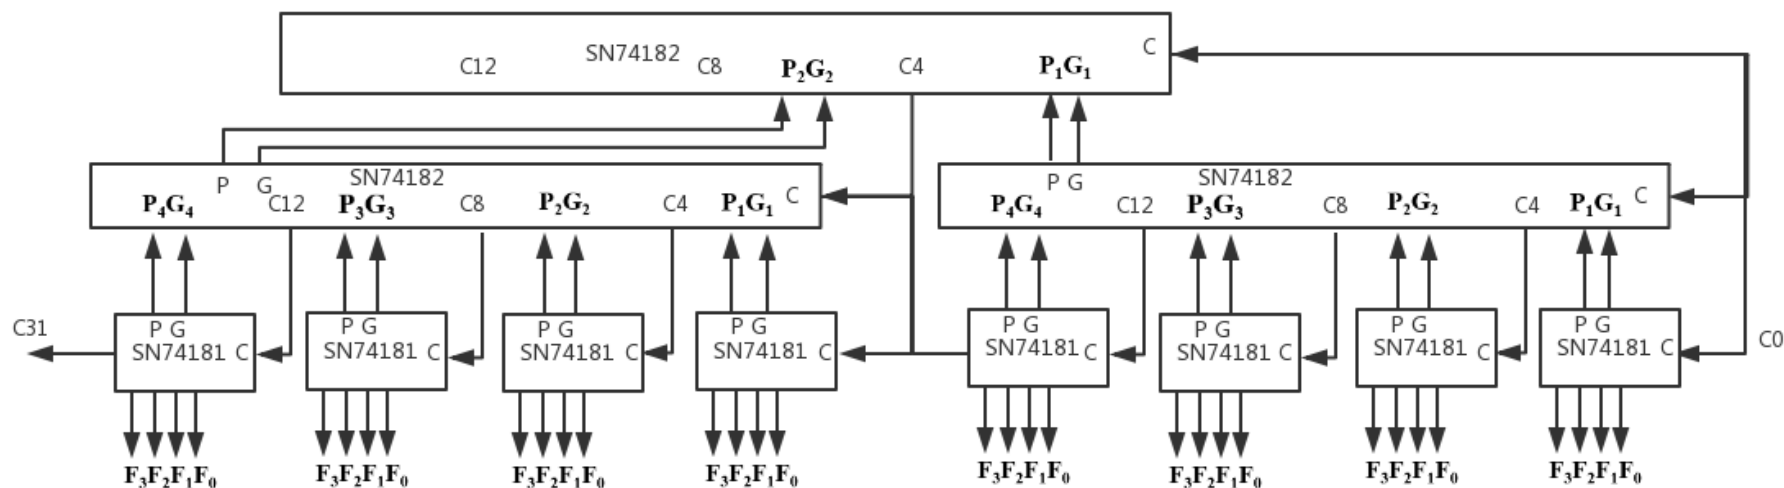 C12 C8 SN74182 P₂G₂ C4 P₁G₁ C
P G SN74182 P₄G₄ C12 P₃G₃ C8 P₂G₂ C4 P₁G₁ C
P G SN74182 P₄G₄ C12 P₃G₃ C8 P₂G₂ C4 P₁G₁ C
C31
P G SN74181 C
P G SN74181 C
P G SN74181 C
P G SN74181 C
P G SN74181 C
P G SN74181 C
P G SN74181 C
P G SN74181 C
C0
F₃F₂F₁F₀ F₃F₂F₁F₀ F₃F₂F₁F₀ F₃F₂F₁F₀ F₃F₂F₁F₀ F₃F₂F₁F₀ F₃F₂F₁F₀ F₃F₂F₁F₀